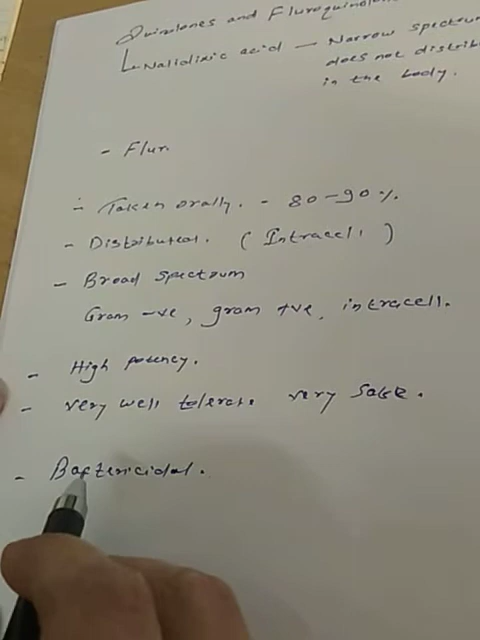 Quinolones and Fluroquinolon
Nalidixic acid — Narrow spectrum
does not distrib
in the body.
- Flur.
- Taken orally. - 80-90%.
- Distributed. (Intracell.)
- Broad spectrum
Gram -ve, gram +ve, intracell.
- High potency.
- very well tolerate very safe.
- Bactericidal.